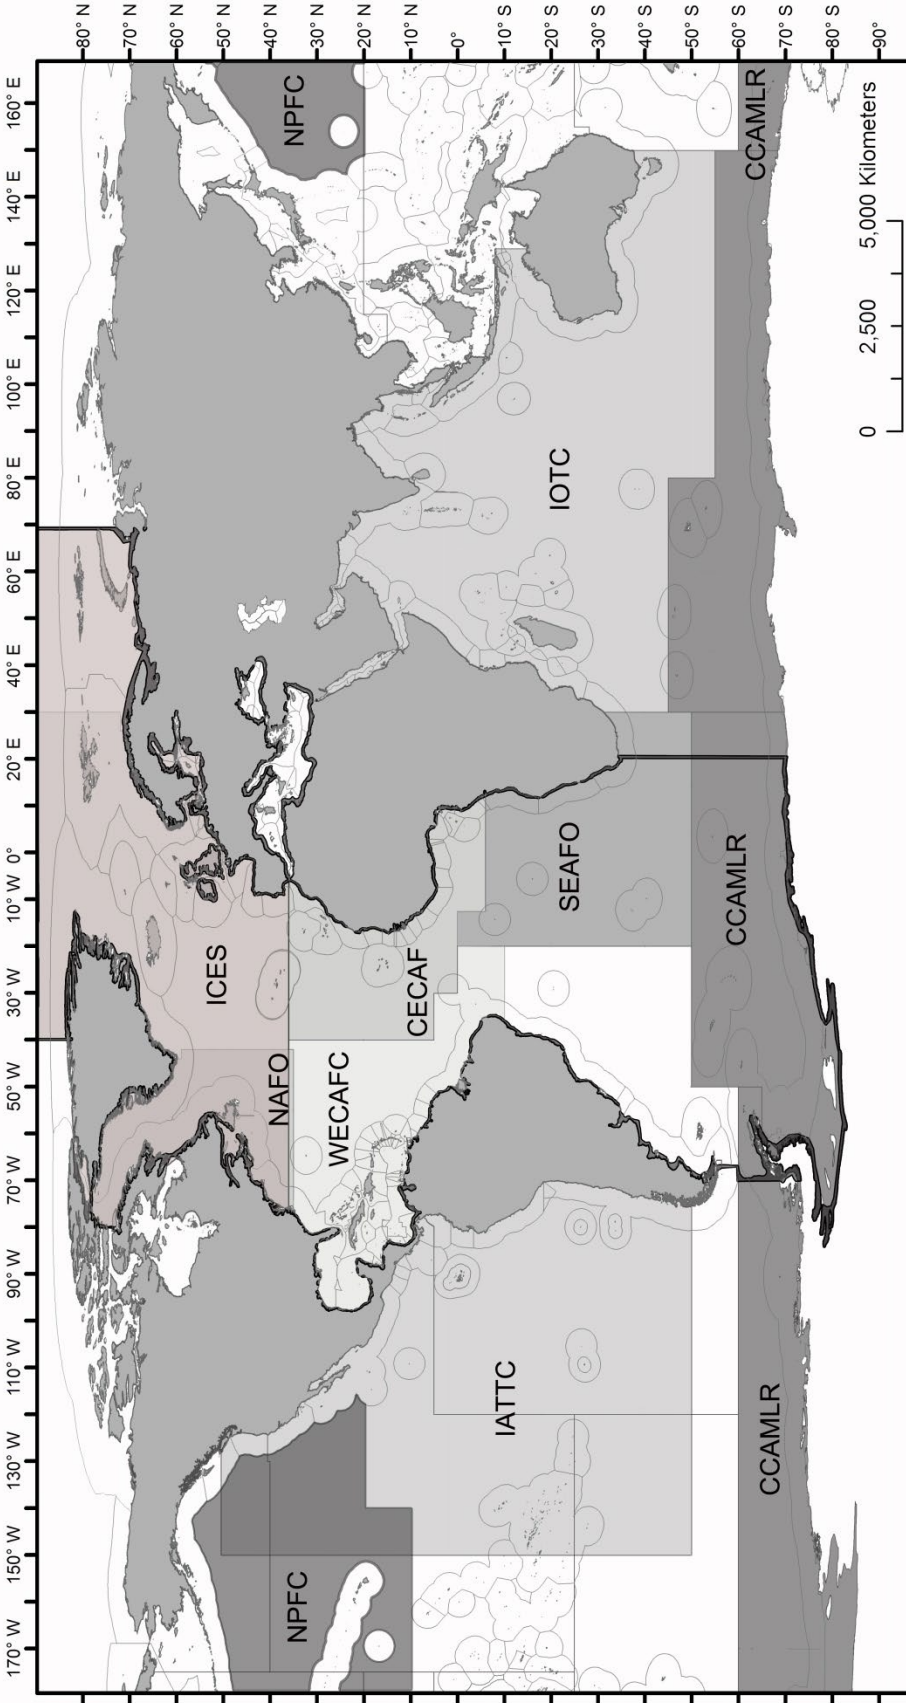 170° W 150° W 130° W 110° W 90° W 70° W 50° W 30° W 10° W 0° 20° E 40° E 60° E 80° E 100° E 120° E 140° E 160° E
80° N
70° N
60° N
50° N
40° N
30° N
20° N
10° N
0°
10° S
20° S
30° S
40° S
50° S
60° S
70° S
80° S
90°
ICES
NAFO
NPFC
NPFC
WECAFC
CECAF
IATTC
SEAFO
IOTC
CCAMLR
CCAMLR
CCAMLR
0 2,500 5,000 Kilometers